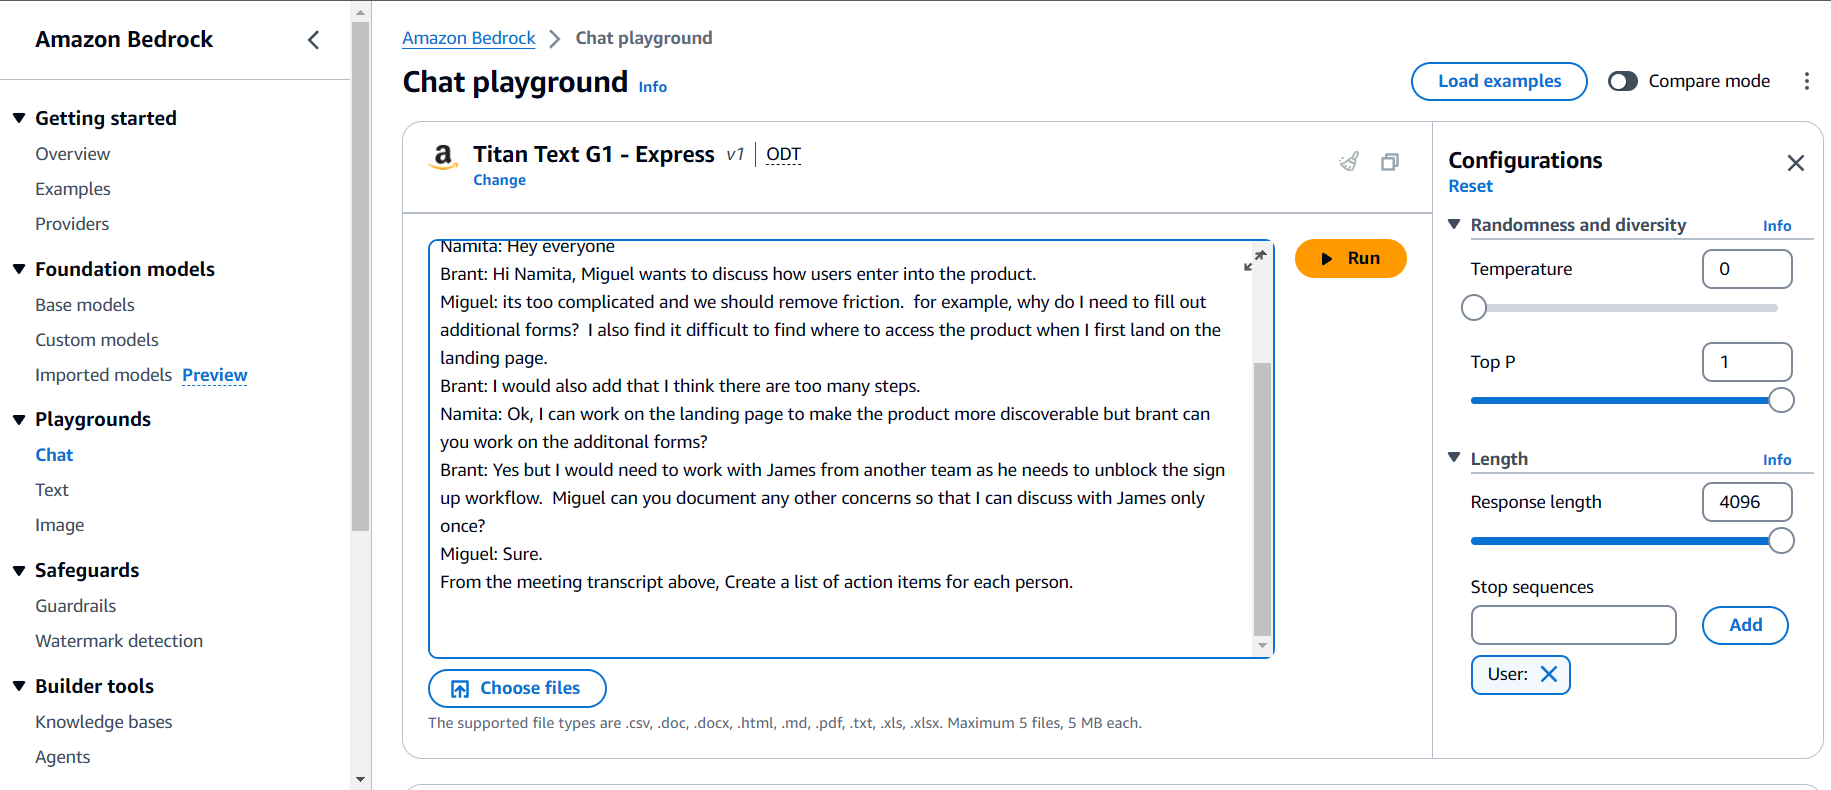 Amazon Bedrock
Getting started
Overview
Examples
Providers
Foundation models
Base models
Custom models
Imported models Preview
Playgrounds
Chat
Text
Image
Safeguards
Guardrails
Watermark detection
Builder tools
Knowledge bases
Agents
Amazon Bedrock > Chat playground
Chat playground Info
Load examples
Compare mode
a Titan Text G1 - Express v1 | ODT
Change
Namita: Hey everyone
Brant: Hi Namita, Miguel wants to discuss how users enter into the product.
Miguel: its too complicated and we should remove friction.  for example, why do I need to fill out
additional forms?  I also find it difficult to find where to access the product when I first land on the
landing page.
Brant: I would also add that I think there are too many steps.
Namita: Ok, I can work on the landing page to make the product more discoverable but brant can
you work on the additonal forms?
Brant: Yes but I would need to work with James from another team as he needs to unblock the sign
up workflow.  Miguel can you document any other concerns so that I can discuss with James only
once?
Miguel: Sure.
From the meeting transcript above, Create a list of action items for each person.
Run
Choose files
The supported file types are .csv, .doc, .docx, .html, .md, .pdf, .txt, .xls, .xlsx. Maximum 5 files, 5 MB each.
Configurations
Reset
Randomness and diversity Info
Temperature 0
Top P 1
Length Info
Response length 4096
Stop sequences
Add
User: